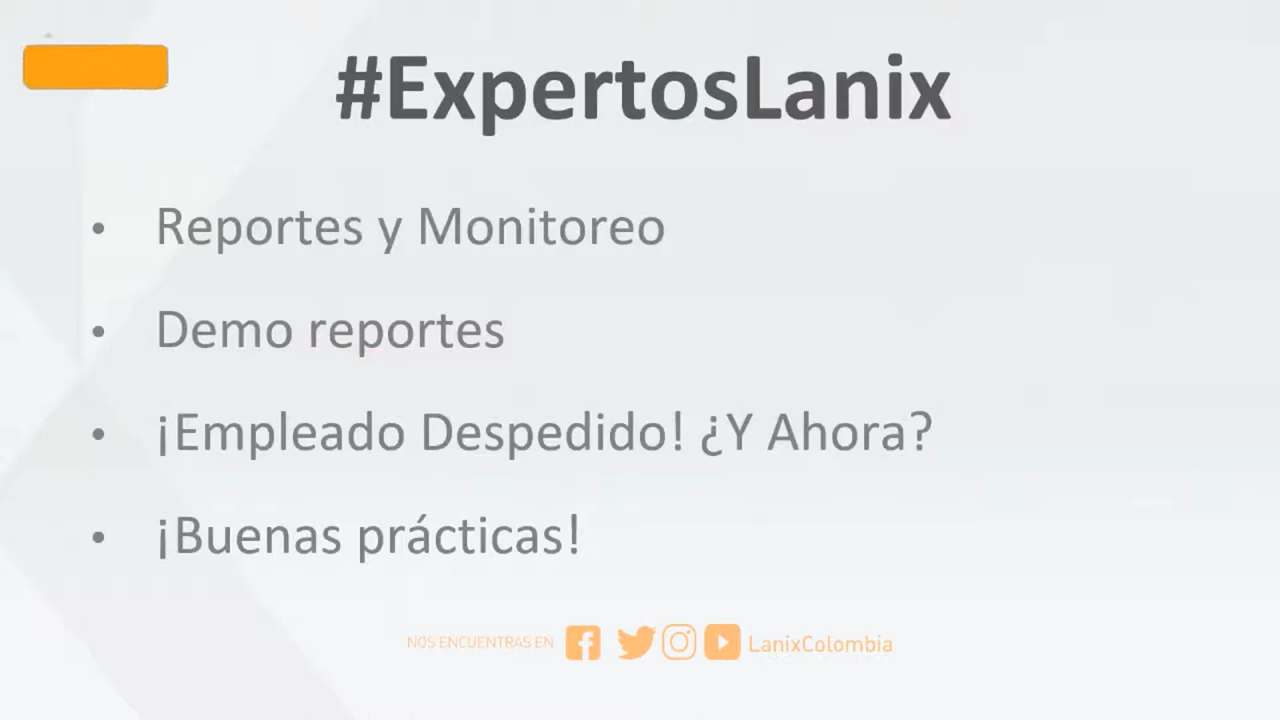 #ExpertosLanix
• Reportes y Monitoreo
• Demo reportes
• ¡Empleado Despedido! ¿Y Ahora?
• ¡Buenas prácticas!
NOS ENCUENTRAS EN LanixColombia